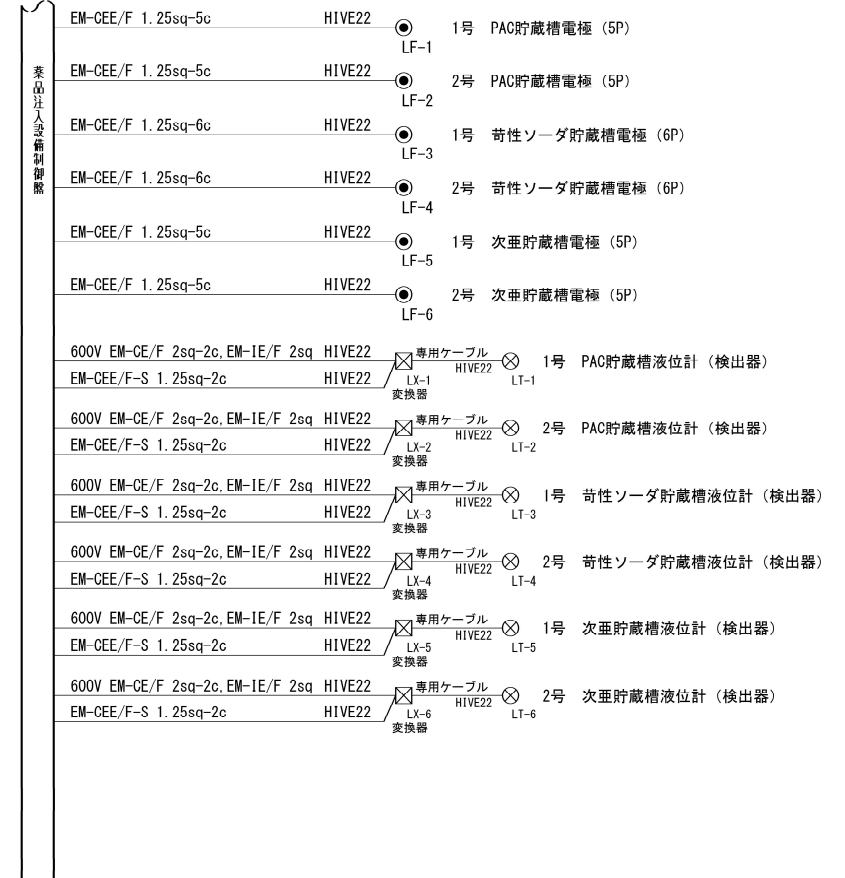 薬品注入設備制御盤
EM-CEE/F 1.25sq-5c HIVE22 1号 PAC貯蔵槽電極（5P）
LF-1
EM-CEE/F 1.25sq-5c HIVE22 2号 PAC貯蔵槽電極（5P）
LF-2
EM-CEE/F 1.25sq-6c HIVE22 1号 苛性ソーダ貯蔵槽電極（6P）
LF-3
EM-CEE/F 1.25sq-6c HIVE22 2号 苛性ソーダ貯蔵槽電極（6P）
LF-4
EM-CEE/F 1.25sq-5c HIVE22 1号 次亜貯蔵槽電極（5P）
LF-5
EM-CEE/F 1.25sq-5c HIVE22 2号 次亜貯蔵槽電極（5P）
LF-6
600V EM-CE/F 2sq-2c,EM-IE/F 2sq HIVE22 専用ケーブル 1号 PAC貯蔵槽液位計（検出器）
HIVE22
EM-CEE/F-S 1.25sq-2c HIVE22 LX-1 LT-1
変換器
600V EM-CE/F 2sq-2c,EM-IE/F 2sq HIVE22 専用ケーブル 2号 PAC貯蔵槽液位計（検出器）
HIVE22
EM-CEE/F-S 1.25sq-2c HIVE22 LX-2 LT-2
変換器
600V EM-CE/F 2sq-2c,EM-IE/F 2sq HIVE22 専用ケーブル 1号 苛性ソーダ貯蔵槽液位計（検出器）
HIVE22
EM-CEE/F-S 1.25sq-2c HIVE22 LX-3 LT-3
変換器
600V EM-CE/F 2sq-2c,EM-IE/F 2sq HIVE22 専用ケーブル 2号 苛性ソーダ貯蔵槽液位計（検出器）
HIVE22
EM-CEE/F-S 1.25sq-2c HIVE22 LX-4 LT-4
変換器
600V EM-CE/F 2sq-2c,EM-IE/F 2sq HIVE22 専用ケーブル 1号 次亜貯蔵槽液位計（検出器）
HIVE22
EM-CEE/F-S 1.25sq-2c HIVE22 LX-5 LT-5
変換器
600V EM-CE/F 2sq-2c,EM-IE/F 2sq HIVE22 専用ケーブル 2号 次亜貯蔵槽液位計（検出器）
HIVE22
EM-CEE/F-S 1.25sq-2c HIVE22 LX-6 LT-6
変換器